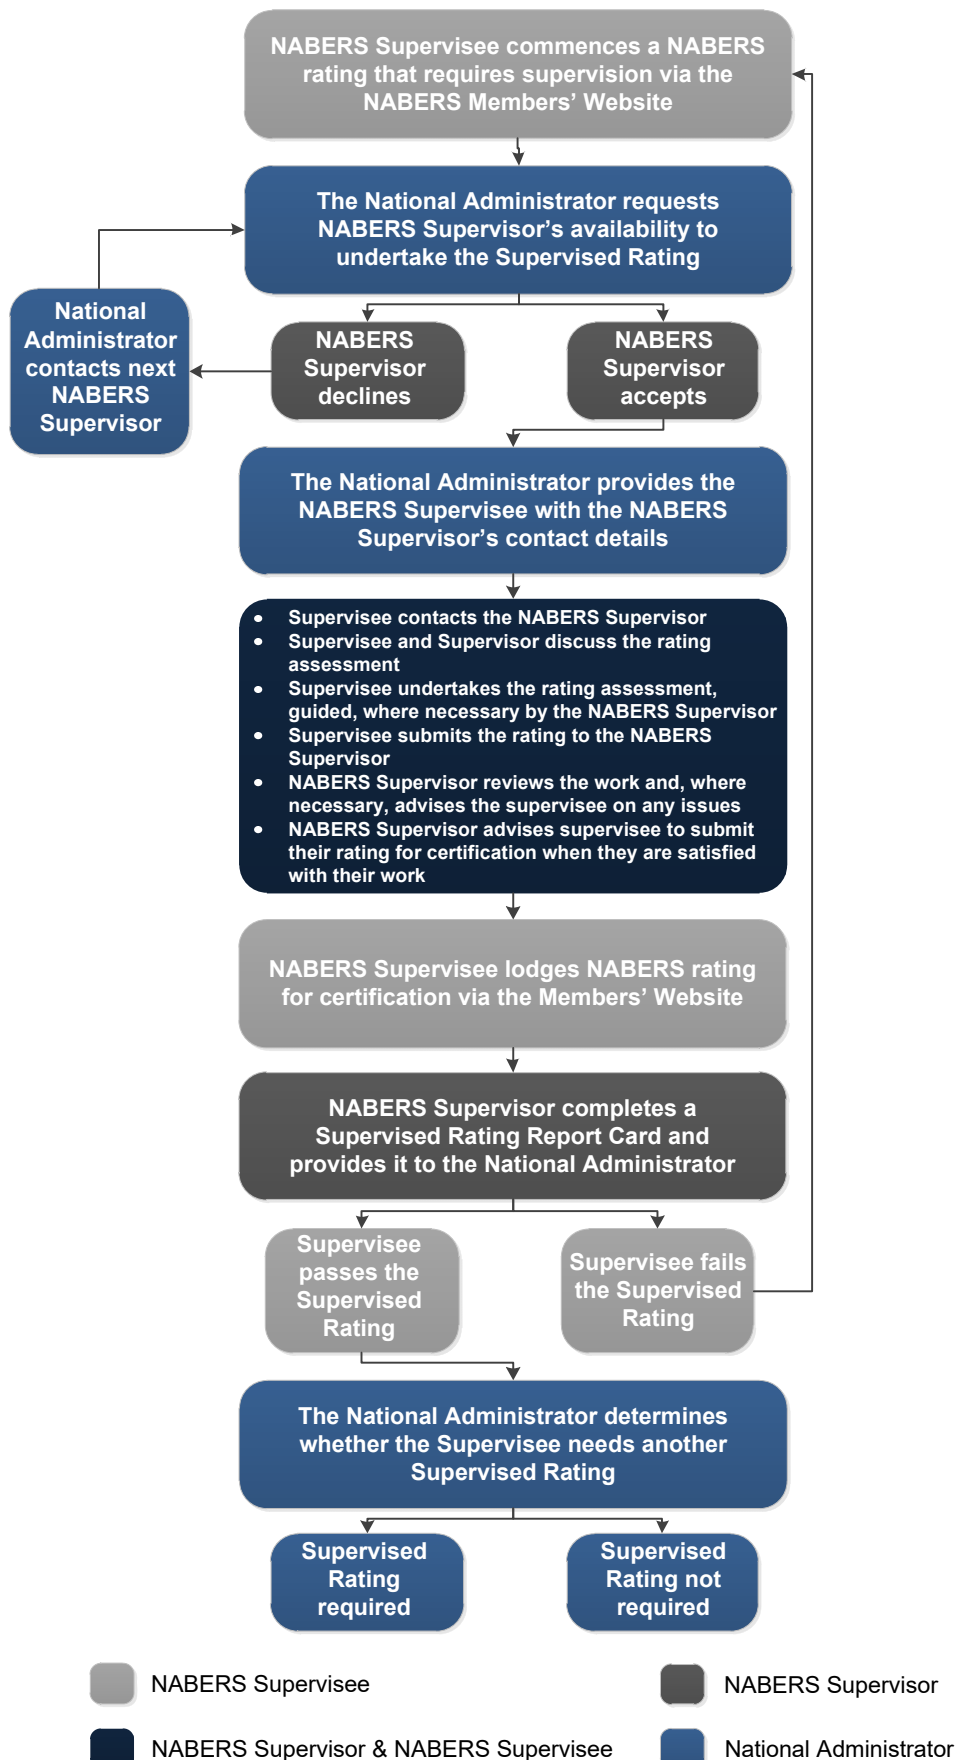 NABERS Supervisee commences a NABERS
rating that requires supervision via the
NABERS Members’ Website
The National Administrator requests
NABERS Supervisor’s availability to
undertake the Supervised Rating
National
Administrator
contacts next
NABERS
Supervisor
NABERS
Supervisor
declines
NABERS
Supervisor
accepts
The National Administrator provides the
NABERS Supervisee with the NABERS
Supervisor’s contact details
• Supervisee contacts the NABERS Supervisor
• Supervisee and Supervisor discuss the rating
assessment
• Supervisee undertakes the rating assessment,
guided, where necessary by the NABERS Supervisor
• Supervisee submits the rating to the NABERS
Supervisor
• NABERS Supervisor reviews the work and, where
necessary, advises the supervisee on any issues
• NABERS Supervisor advises supervisee to submit
their rating for certification when they are satisfied
with their work
NABERS Supervisee lodges NABERS rating
for certification via the Members’ Website
NABERS Supervisor completes a
Supervised Rating Report Card and
provides it to the National Administrator
Supervisee
passes the
Supervised
Rating
Supervisee fails
the Supervised
Rating
The National Administrator determines
whether the Supervisee needs another
Supervised Rating
Supervised
Rating
required
Supervised
Rating not
required
NABERS Supervisee
NABERS Supervisor
NABERS Supervisor & NABERS Supervisee
National Administrator